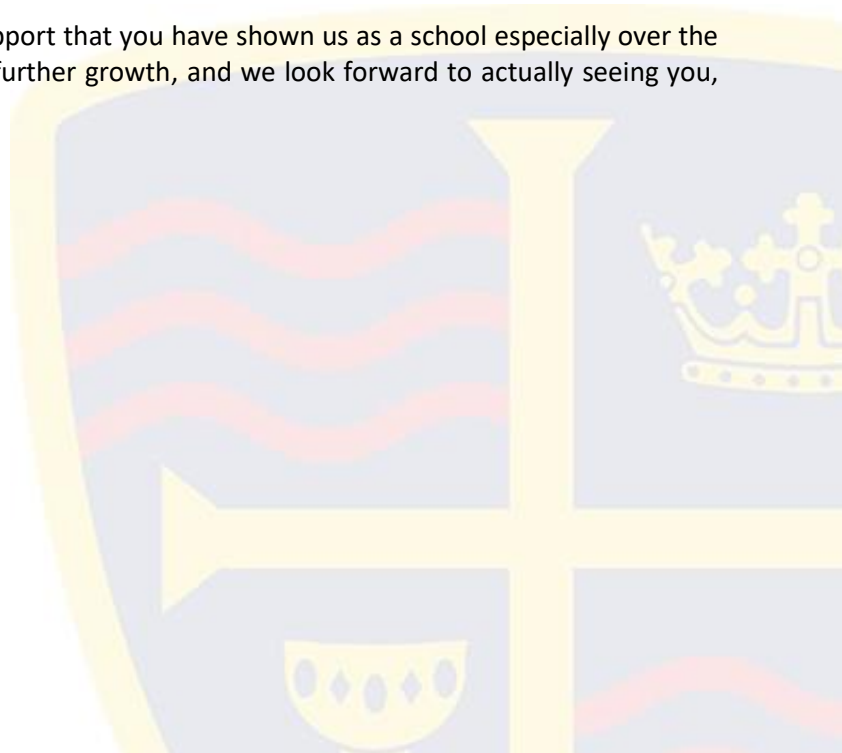 that you have shown us as a school especially over the
further growth, and we look forward to actually seeing you,